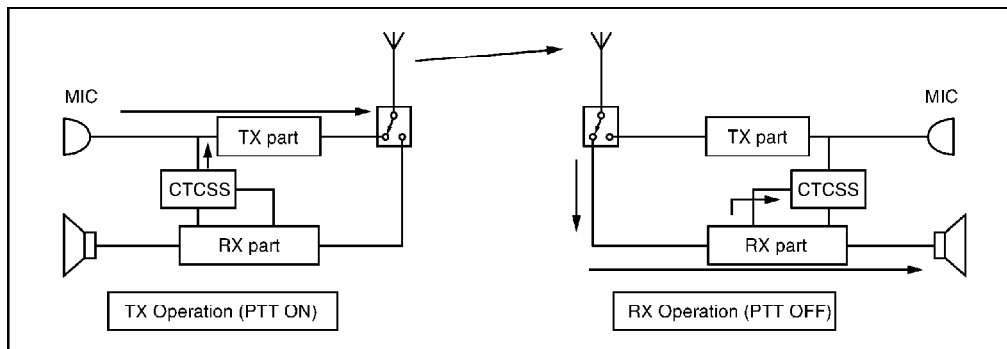 MIC
TX part
CTCSS
RX part
TX Operation (PTT ON)
MIC
TX part
CTCSS
RX part
RX Operation (PTT OFF)